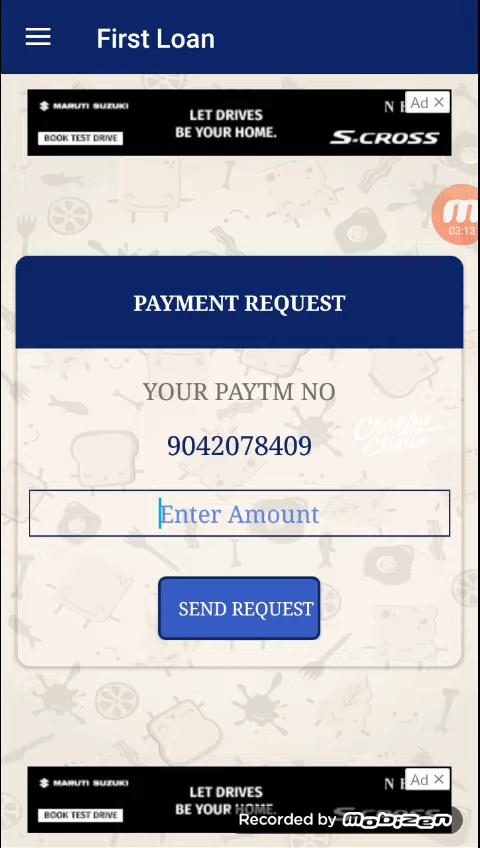 First Loan
MARUTI SUZUKI
BOOK TEST DRIVE
LET DRIVES
BE YOUR HOME.
Ad
S-CROSS
03:13
PAYMENT REQUEST
YOUR PAYTM NO
9042078409
Enter Amount
SEND REQUEST
MARUTI SUZUKI
BOOK TEST DRIVE
LET DRIVES
BE YOUR HOME.
Ad
S-CROSS
Recorded by mobizen